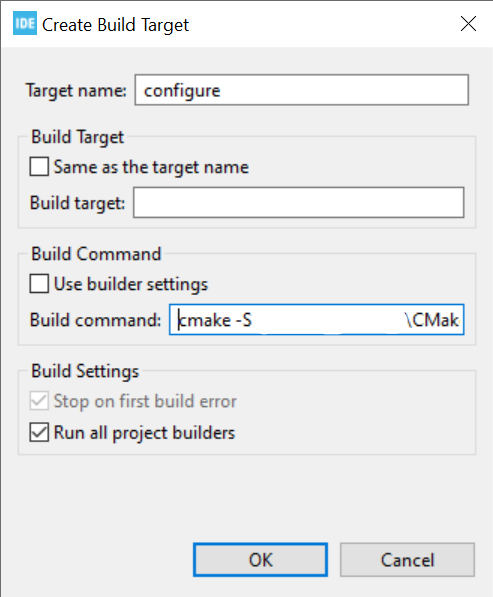 IDE Create Build Target
Target name: configure
Build Target
Same as the target name
Build target:
Build Command
Use builder settings
Build command: cmake -S \CMak
Build Settings
Stop on first build error
Run all project builders
OK Cancel